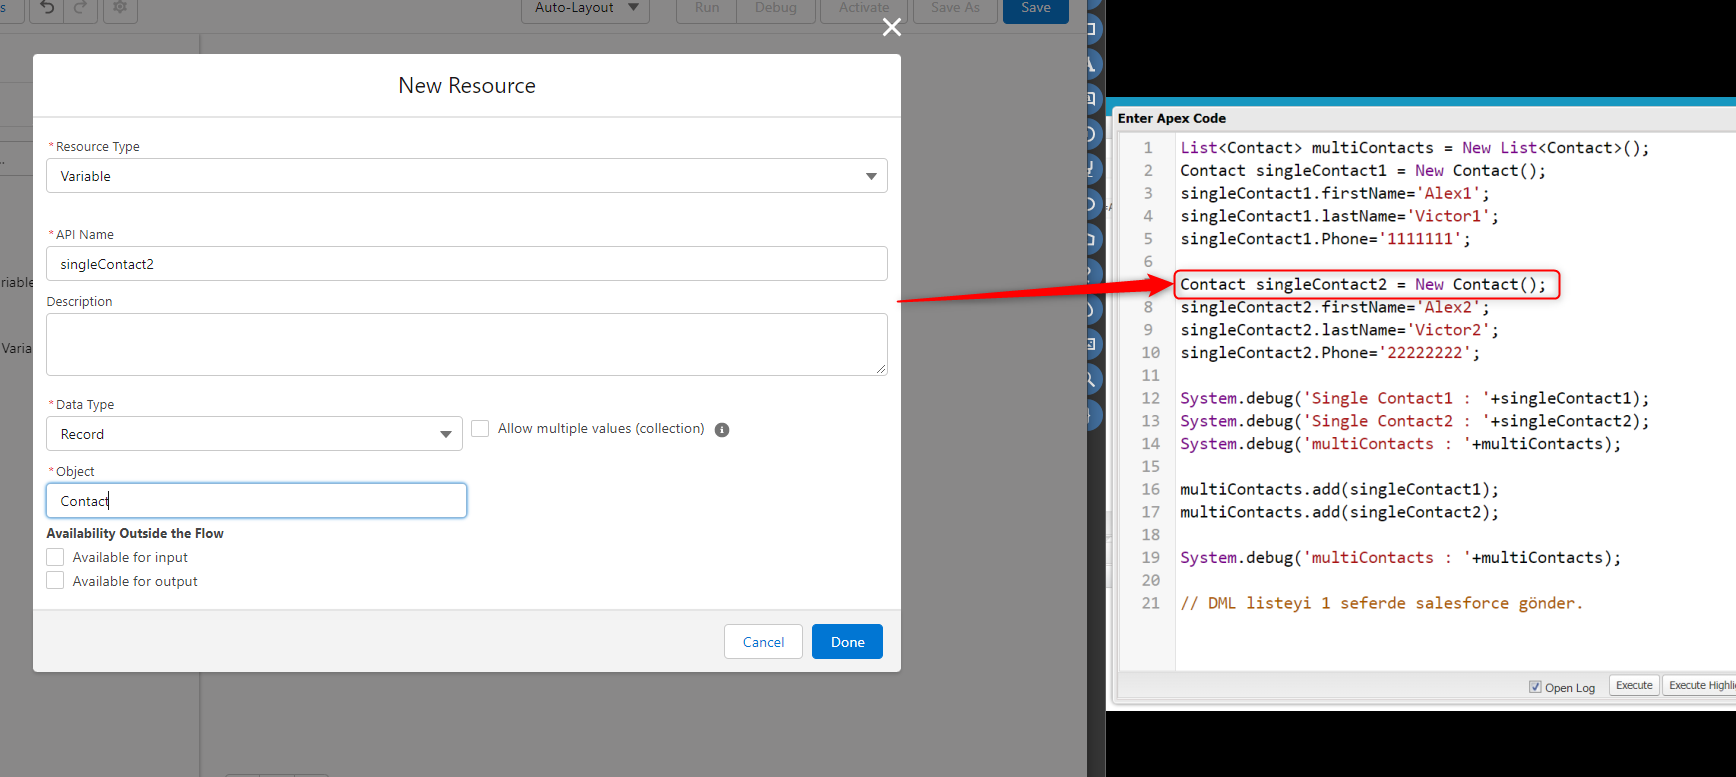 s
Auto-Layout
Run
Debug
Activate
Save As
Save
New Resource
*Resource Type
Variable
..
*API Name
singleContact2
riable
Description
Varia
*Data Type
Record
Allow multiple values (collection)
*Object
Contact
Availability Outside the Flow
Available for input
Available for output
Cancel
Done
Enter Apex Code
1 List<Contact> multiContacts = New List<Contact>();
2 Contact singleContact1 = New Contact();
3 singleContact1.firstName='Alex1';
4 singleContact1.lastName='Victor1';
5 singleContact1.Phone='1111111';
6
Contact singleContact2 = New Contact();
8 singleContact2.firstName='Alex2';
9 singleContact2.lastName='Victor2';
10 singleContact2.Phone='22222222';
11
12 System.debug('Single Contact1 : '+singleContact1);
13 System.debug('Single Contact2 : '+singleContact2);
14 System.debug('multiContacts : '+multiContacts);
15
16 multiContacts.add(singleContact1);
17 multiContacts.add(singleContact2);
18
19 System.debug('multiContacts : '+multiContacts);
20
21 // DML listeyi 1 seferde salesforce gönder.
Open Log
Execute
Execute Highli